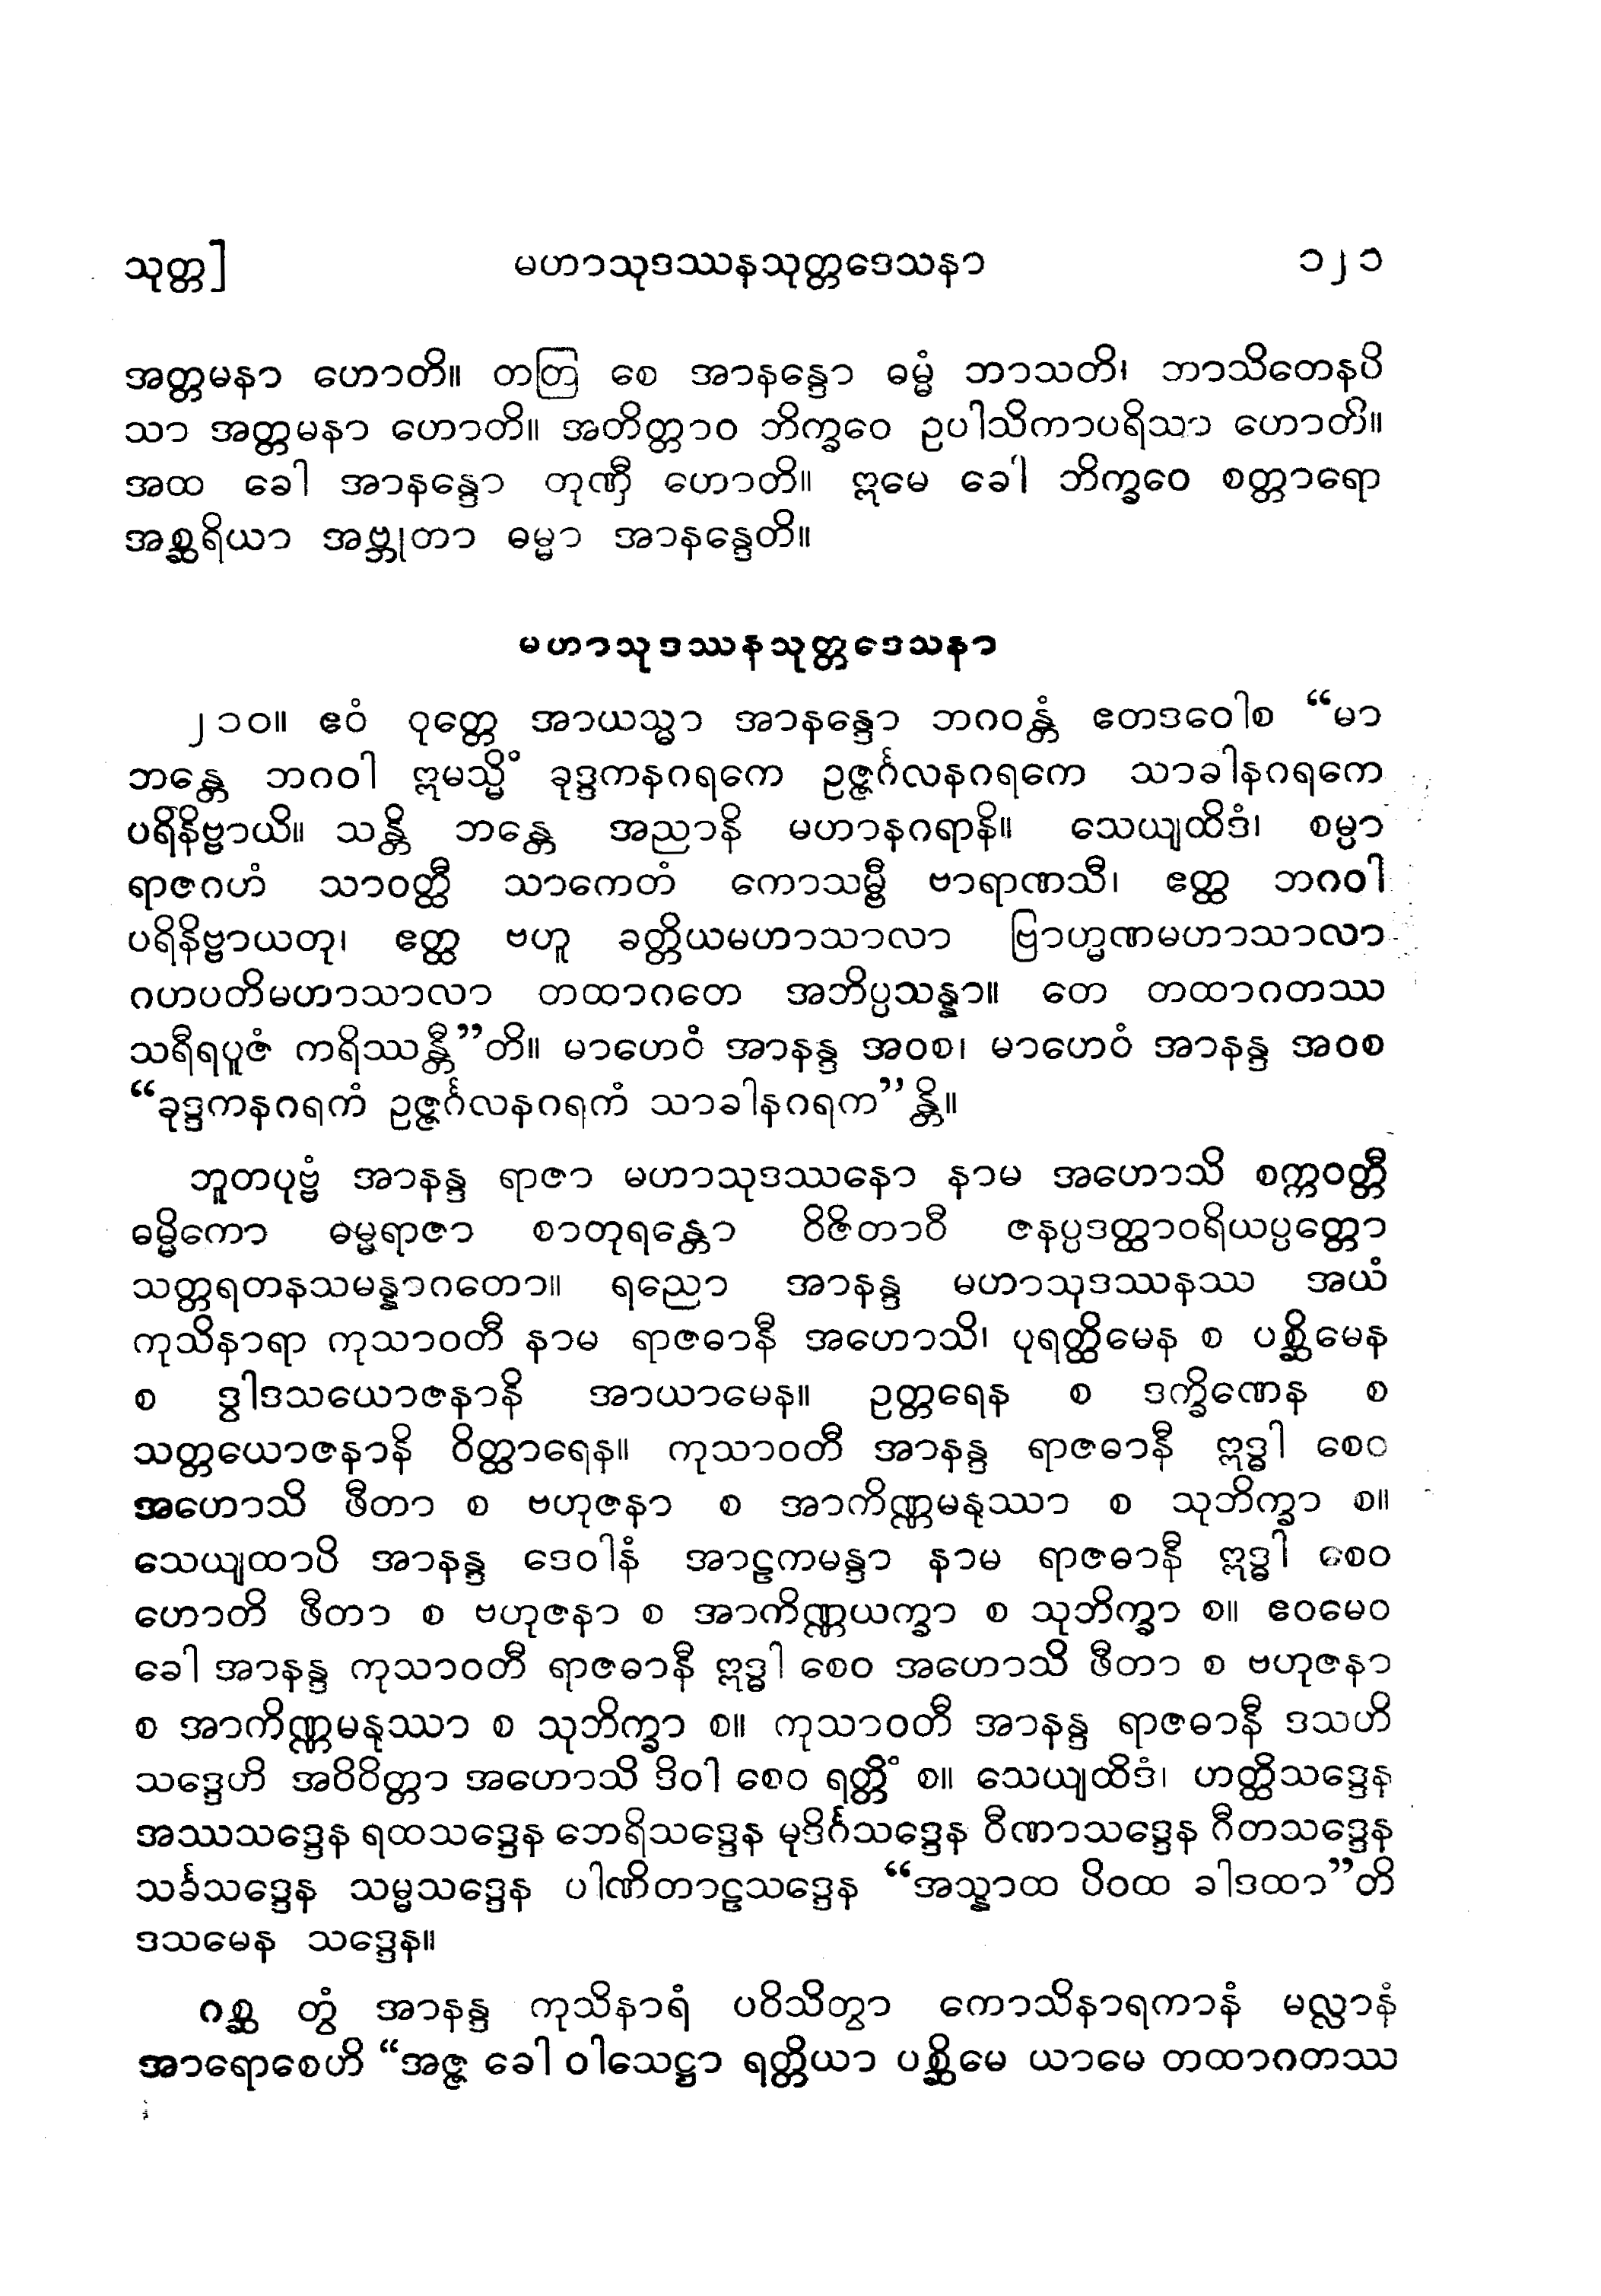 သုတ္တ] မဟာသုဒဿနသုတ္တဒေသနာ ၁၂၁
အတ္တမနာ ဟောတိ။ တတြ စေ အာနန္ဒော ဓမ္မံ ဘာသတိ၊ ဘာသိတေနပိ
သာ အတ္တမနာ ဟောတိ။ အတိတ္တာဝ ဘိက္ခဝေ ဥပါသိကာပရိသာ ဟောတိ။
အထ ခေါ အာနန္ဒော တုဏှီ ဟောတိ။ ဣမေ ခေါ ဘိက္ခဝေ စတ္တာရော
အစ္ဆရိယာ အဗ္ဘုတာ ဓမ္မာ အာနန္ဒေတိ။
မဟာသုဒဿနသုတ္တဒေသနာ
၂၁၀။ ဧဝံ ဝုတ္တေ အာယသ္မာ အာနန္ဒော ဘဂဝန္တံ ဧတဒဝေါစ “မာ
ဘန္တေ ဘဂဝါ ဣမသ္မိံ ခုဒ္ဒကနဂရကေ ဥဇ္ဇင်္ဂလနဂရကေ သာခါနဂရကေ
ပရိနိဗ္ဗာယိ။ သန္တိ ဘန္တေ အညာနိ မဟာနဂရာနိ။ သေယျထိဒံ၊ စမ္ပာ
ရာဇဂဟံ သာဝတ္ထီ သာကေတံ ကောသမ္ဗီ ဗာရာဏသီ၊ ဧတ္ထ ဘဂဝါ
ပရိနိဗ္ဗာယတု၊ ဧတ္ထ ဗဟူ ခတ္တိယမဟာသာလာ ဗြာဟ္မဏမဟာသာလာ
ဂဟပတိမဟာသာလာ တထာဂတေ အဘိပ္ပသန္နာ။ တေ တထာဂတဿ
သရီရပူဇံ ကရိဿန္တီ”တိ။ မာဟေဝံ အာနန္ဒ အဝစ၊ မာဟေဝံ အာနန္ဒ အဝစ
“ခုဒ္ဒကနဂရကံ ဥဇ္ဇင်္ဂလနဂရကံ သာခါနဂရက”န္တိ။
ဘူတပုဗ္ဗံ အာနန္ဒ ရာဇာ မဟာသုဒဿနော နာမ အဟောသိ စက္ကဝတ္တီ
ဓမ္မိကော ဓမ္မရာဇာ စာတုရန္တော ဝိဇိတာဝီ ဇနပ္ပဒတ္ထာဝရိယပ္ပတ္တော
သတ္တရတနသမန္နာဂတော။ ရညော အာနန္ဒ မဟာသုဒဿနဿ အယံ
ကုသိနာရာ ကုသာဝတီ နာမ ရာဇဓာနီ အဟောသိ၊ ပုရတ္ထိမေန စ ပစ္ဆိမေန
စ ဒွါဒသယောဇနာနိ အာယာမေန။ ဥတ္တရေန စ ဒက္ခိဏေန စ
သတ္တယောဇနာနိ ဝိတ္ထာရေန။ ကုသာဝတီ အာနန္ဒ ရာဇဓာနီ ဣဒ္ဓါ စေဝ
အဟောသိ ဖီတာ စ ဗဟုဇနာ စ အာကိဏ္ဏမနုဿာ စ သုဘိက္ခာ စ။
သေယျထာပိ အာနန္ဒ ဒေဝါနံ အာဠကမန္ဒာ နာမ ရာဇဓာနီ ဣဒ္ဓါ စေဝ
ဟောတိ ဖီတာ စ ဗဟုဇနာ စ အာကိဏ္ဏယက္ခာ စ သုဘိက္ခာ စ။ ဧဝမေဝ
ခေါ အာနန္ဒ ကုသာဝတီ ရာဇဓာနီ ဣဒ္ဓါ စေဝ အဟောသိ ဖီတာ စ ဗဟုဇနာ
စ အာကိဏ္ဏမနုဿာ စ သုဘိက္ခာ စ။ ကုသာဝတီ အာနန္ဒ ရာဇဓာနီ ဒသဟိ
သဒ္ဒေဟိ အဝိဝိတ္တာ အဟောသိ ဒိဝါ စေဝ ရတ္တိံ စ။ သေယျထိဒံ၊ ဟတ္ထိသဒ္ဒေန
အဿသဒ္ဒေန ရထသဒ္ဒေန ဘေရိသဒ္ဒေန မုဒိင်္ဂသဒ္ဒေန ဝီဏာသဒ္ဒေန ဂီတသဒ္ဒေန
သင်္ခသဒ္ဒေန သမ္မသဒ္ဒေန ပါဏိတာဠသဒ္ဒေန “အသ္နာထ ပိဝထ ခါဒထာ”တိ
ဒသမေန သဒ္ဒေန။
ဂစ္ဆ တွံ အာနန္ဒ ကုသိနာရံ ပဝိသိတွာ ကောသိနာရကာနံ မလ္လာနံ
အာရောစေဟိ “အဇ္ဇ ခေါ ဝါသေဋ္ဌာ ရတ္တိယာ ပစ္ဆိမေ ယာမေ တထာဂတဿ